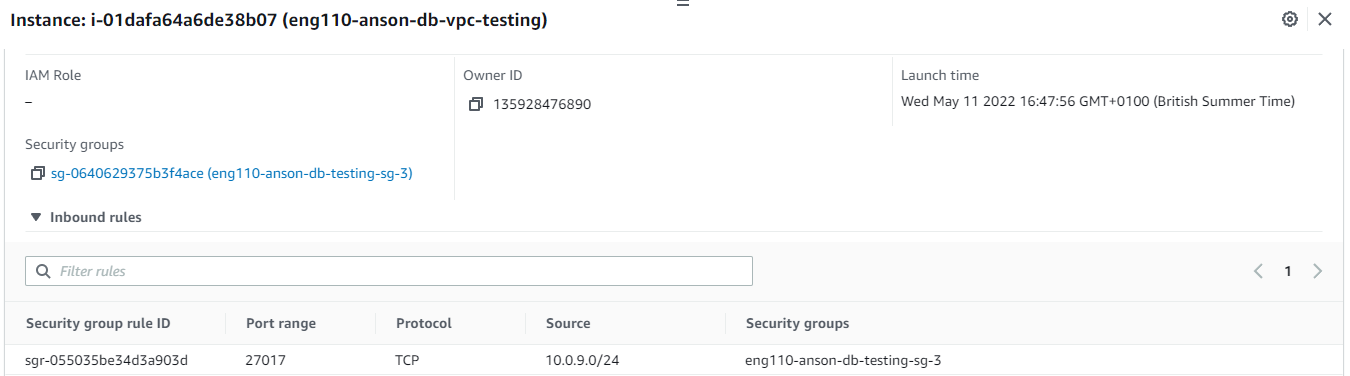 Instance: i-01dafa64a6de38b07 (eng110-anson-db-vpc-testing)
IAM Role
Owner ID
Launch time
–
135928476890
Wed May 11 2022 16:47:56 GMT+0100 (British Summer Time)
Security groups
sg-0640629375b3f4ace (eng110-anson-db-testing-sg-3)
Inbound rules
Filter rules
1
Security group rule ID Port range Protocol Source Security groups
sgr-055035be34d3a903d 27017 TCP 10.0.9.0/24 eng110-anson-db-testing-sg-3